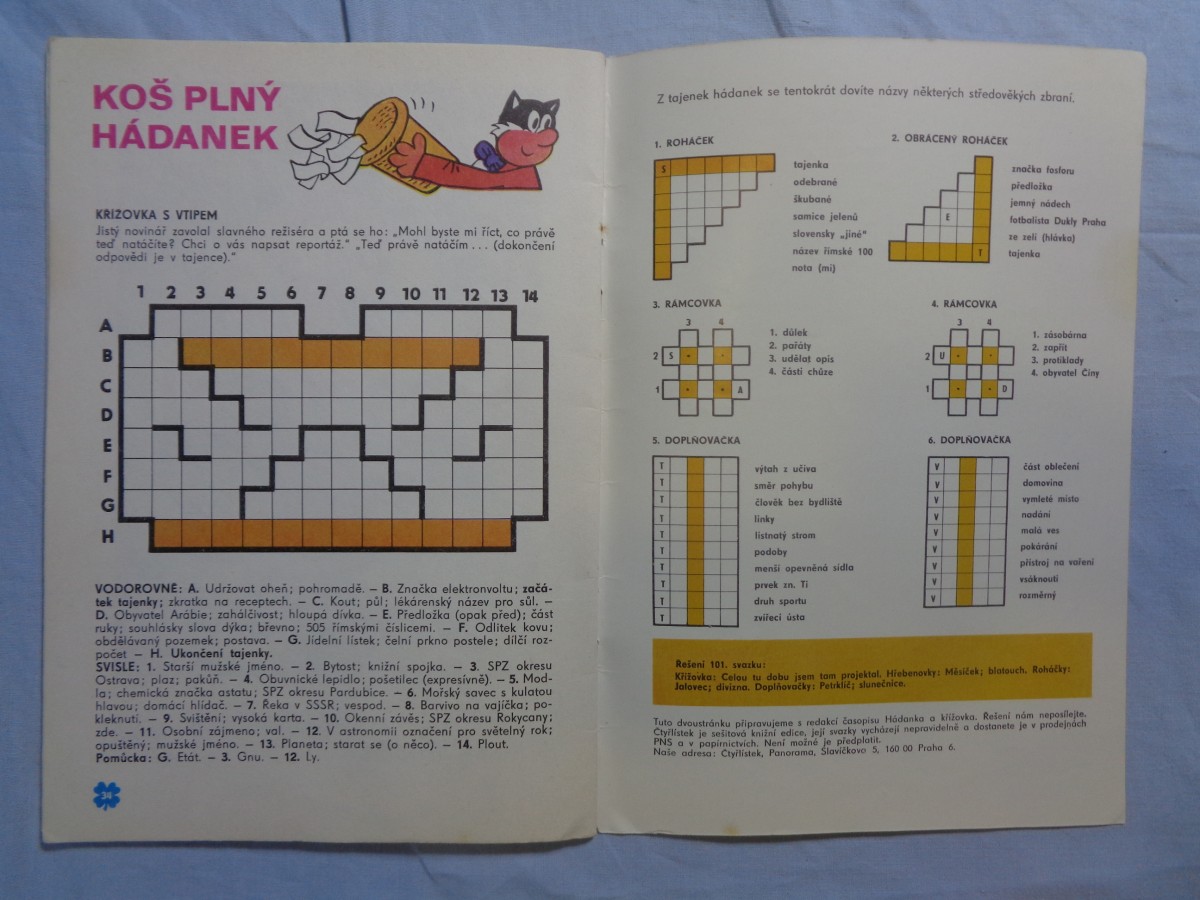 KOŠ PLNÝ
HÁDANEK
KŘÍŽOVKA S VTIPEM
Jistý novinář zavolal slavného režiséra a ptá se ho: „Mohl byste mi říct, co právě
teď natáčíte? Chci o vás napsat reportáž." „Teď právě natáčím... (dokončení
odpovědi je v tajence)."
1 2 3 4 5 6 7 8 9 10 11 12 13 14
A
B
C
D
E
F
G
H
VODOROVNĚ: A. Udržovat oheň; pohromadě. – B. Značka elektronvoltu; začá-
tek tajenky; zkratka na receptech. – C. Kout; půl; lékárenský název pro sůl. –
D. Obyvatel Arábie; zahálčivost; hloupá dívka. – E. Předložka (opak před); část
ruky; souhlásky slova dýka; břevno; 505 římskými číslicemi. – F. Odlitek kovu;
obdělávaný pozemek; postava. – G. Jídelní lístek; čelní prkno postele; dílčí roz-
počet – H. Ukončení tajenky.
SVISLE: 1. Starší mužské jméno. – 2. Bytost; knižní spojka. – 3. SPZ okresu
Ostrava; plaz; pakůň. – 4. Obuvnické lepidlo; pošetilec (expresívně). – 5. Mod-
la; chemická značka astatu; SPZ okresu Pardubice. – 6. Mořský savec s kulatou
hlavou; domácí hlídač. – 7. Řeka v SSSR; vespod. – 8. Barvivo na vajíčka; po-
kleknutí. – 9. Svištění; vysoká karta. – 10. Okenní závěs; SPZ okresu Rokycany;
zde. – 11. Osobní zájmeno; val. – 12. V astronomii označení pro světelný rok;
opuštěný; mužské jméno. – 13. Planeta; starat se (o něco). – 14. Plout.
Pomůcka: G. Etát. – 3. Gnu. – 12. Ly.
34
Z tajenek hádanek se tentokrát dovíte názvy některých středověkých zbraní.
1. ROHÁČEK
S
tajenka
odebrané
škubané
samice jelenů
slovensky „jiné"
název římské 100
nota (mi)
2. OBRÁCENÝ ROHÁČEK
E
T
značka fosforu
předložka
jemný nádech
fotbalista Dukly Praha
ze zelí (hlávka)
tajenka
3. RÁMCOVKA
3 4
2 S
1 A
1. důlek
2. pařáty
3. udělat opis
4. části chůze
4. RÁMCOVKA
3 4
2 U
1 D
1. zásobárna
2. zapřít
3. protiklady
4. obyvatel Číny
5. DOPLŇOVAČKA
T výtah z učiva
T směr pohybu
T člověk bez bydliště
T linky
T listnatý strom
T podoby
T menší opevněná sídla
T prvek zn. Ti
T druh sportu
T zvířecí ústa
6. DOPLŇOVAČKA
V část oblečení
V domovina
V vymleté místo
V nadání
V malá ves
V pokárání
V přístroj na vaření
V vsáknouti
V rozměrný
Řešení 101. svazku:
Křížovka: Celou tu dobu jsem tam projektal. Hřebenovky: Měsíček; blatouch. Roháčky:
Jalovec; divizna. Doplňovačky: Petrklíč; slunečnice.
Tuto dvoustránku připravujeme s redakcí časopisu Hádanka a křížovka. Řešení nám neposílejte.
Čtyřlístek je sešitová knižní edice, její svazky vycházejí nepravidelně a dostanete je v prodejnách
PNS a v papírnictvích. Není možné je předplatit.
Naše adresa: Čtyřlístek, Panorama, Slavíčkova 5, 160 00 Praha 6.